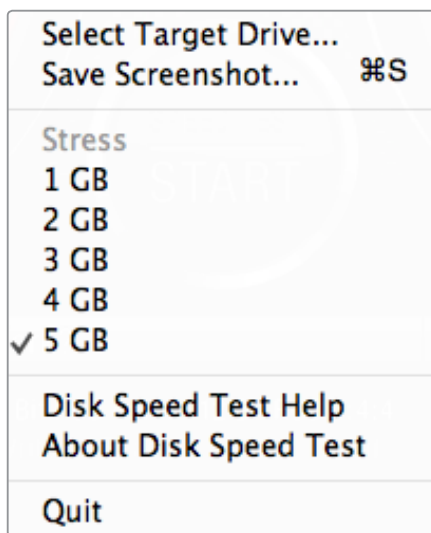 Select Target Drive...
Save Screenshot... ⌘S
Stress
START
1 GB
2 GB
3 GB
4 GB
✓ 5 GB
Disk Speed Test Help
About Disk Speed Test
Quit